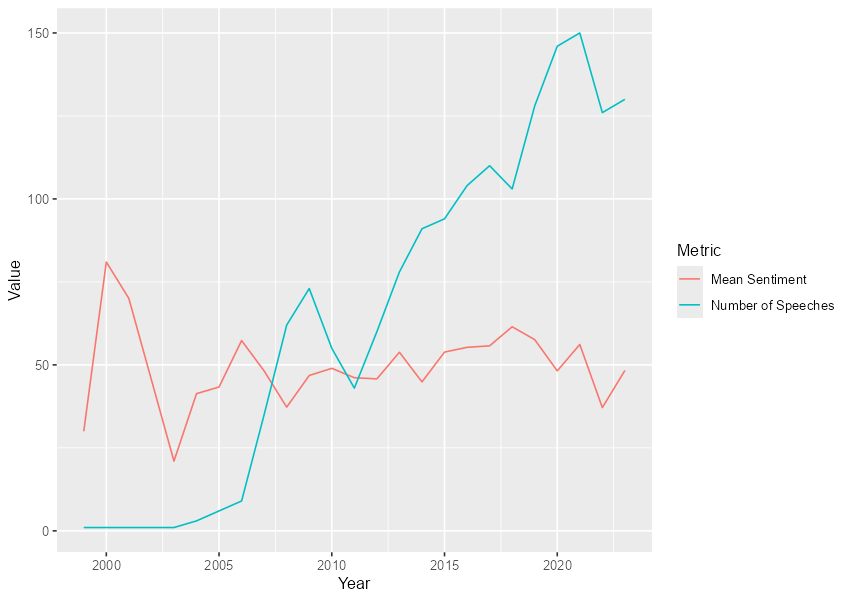 150
100
50
0
Value
2000 2005 2010 2015 2020
Year
Metric
Mean Sentiment
Number of Speeches